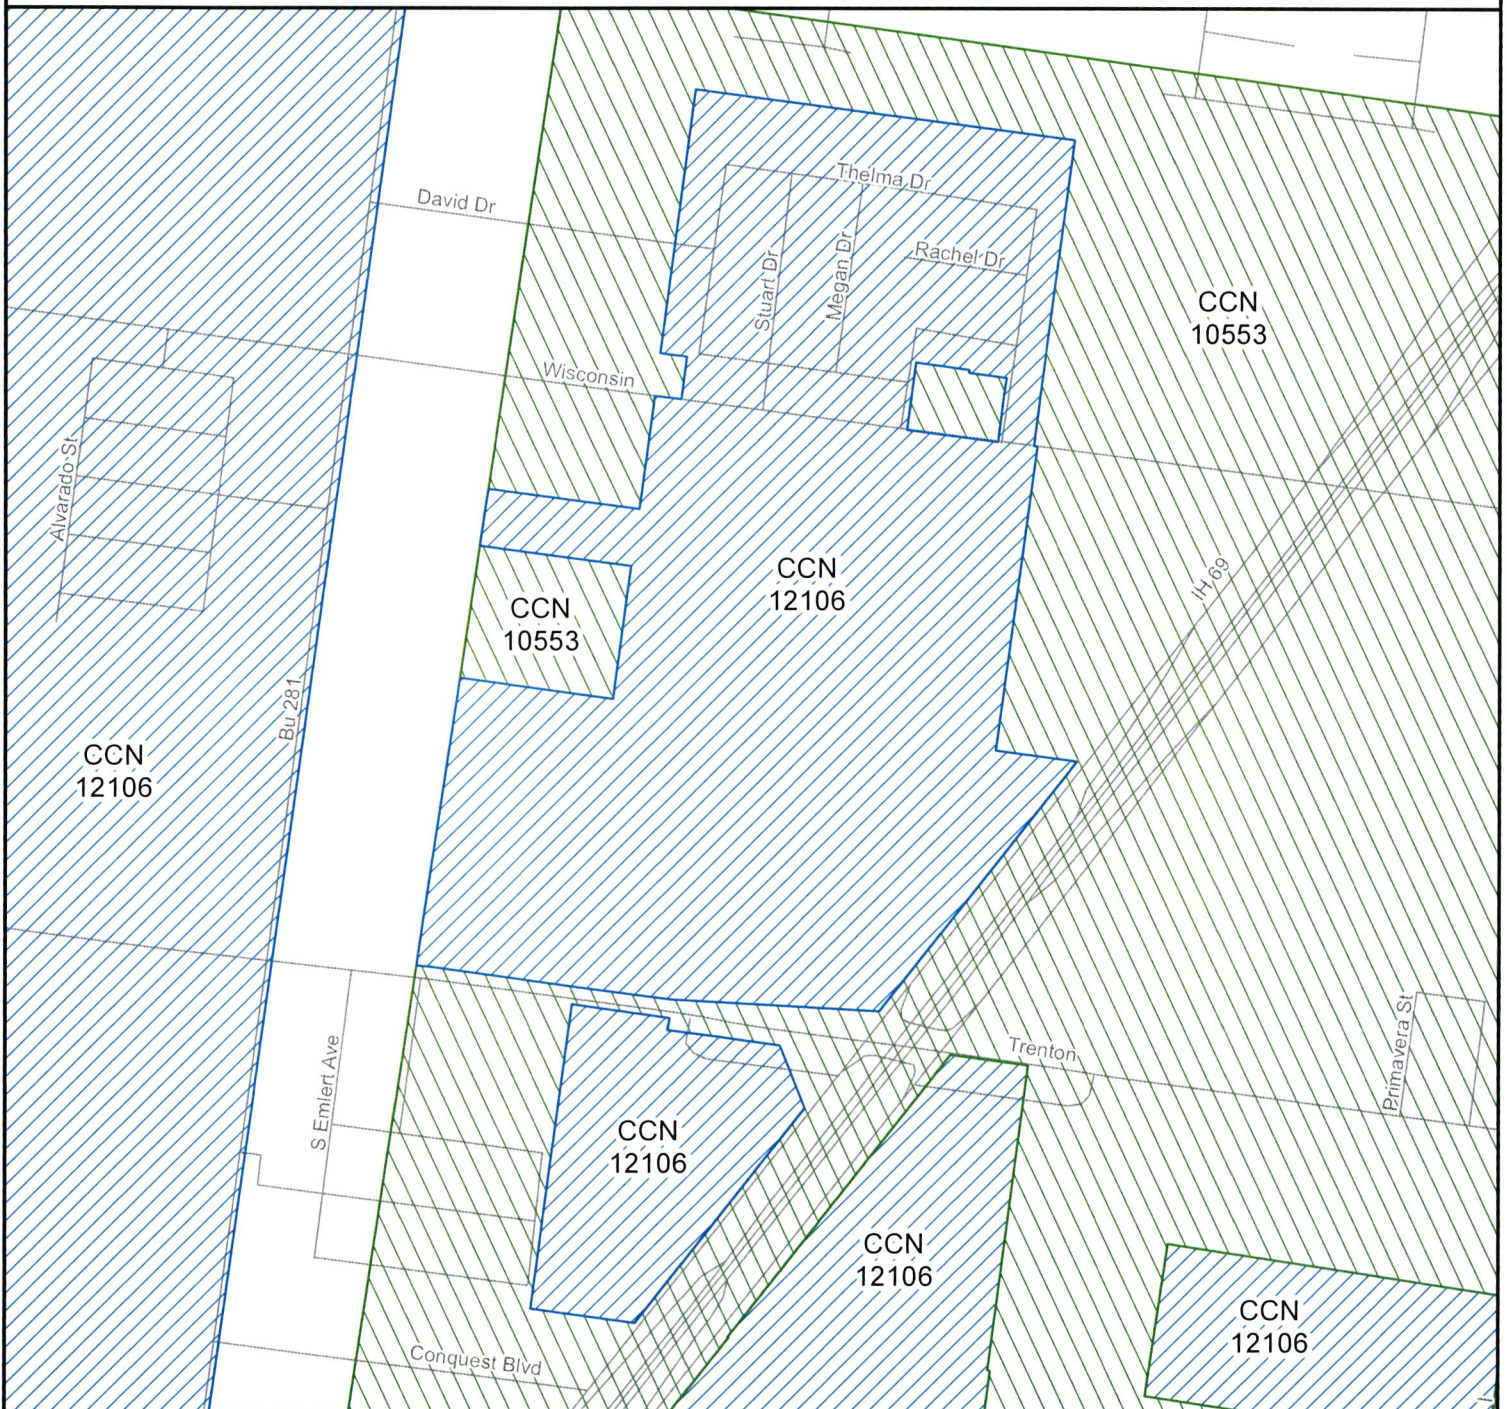 Thelma Dr
David Dr
Stuart Dr
Megan Dr
Rachel Dr
CCN
10553
Wisconsin
Alvarado St
IH 69
CCN
12106
CCN
10553
Bu 281
CCN
12106
S Emlert Ave
Trenton
Primavera St
CCN
12106
CCN
12106
CCN
12106
Conquest Blvd